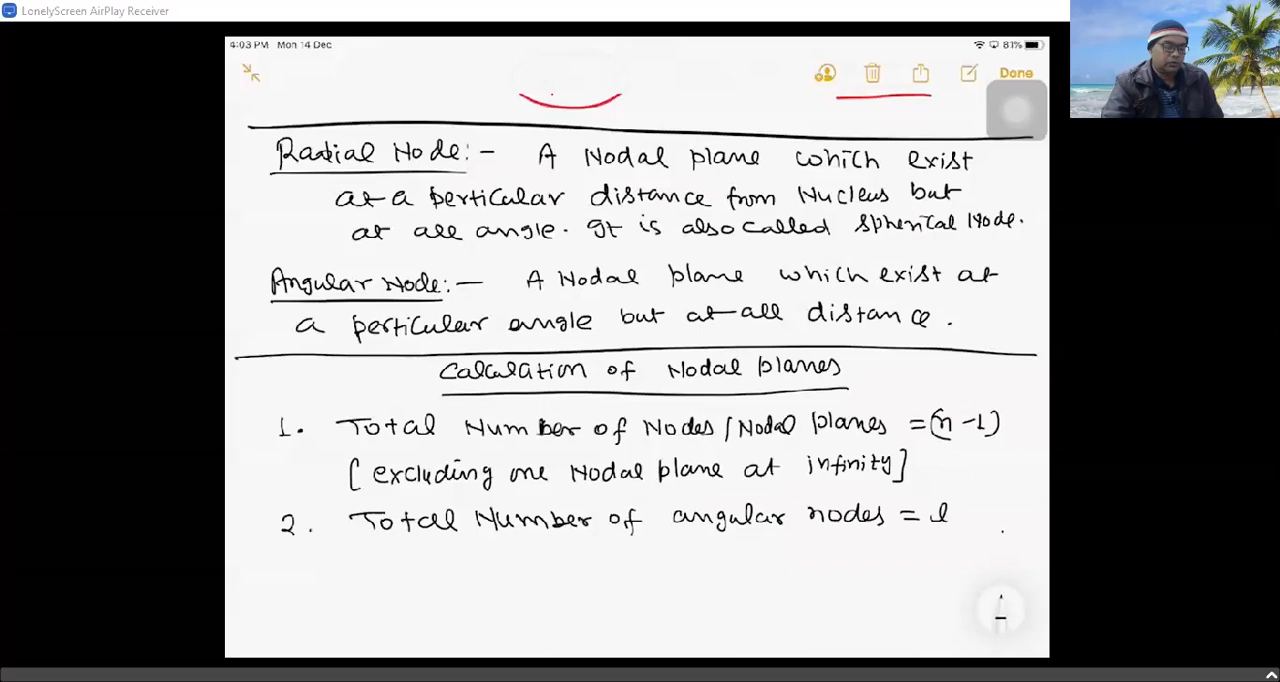 LonelyScreen AirPlay Receiver
4:03 PM Mon 14 Dec 81%
Done
Radial Node:- A Nodal plane which exist
at a perticular distance from Nucleus but
at all angle. It is also called Spherical Node.
Angular Node:- A Nodal plane which exist at
a perticular angle but at all distance.
Calculation of Nodal planes
1. Total Number of Nodes/Nodal planes = (n-1)
[excluding one Nodal plane at infinity]
2. Total Number of angular nodes = l